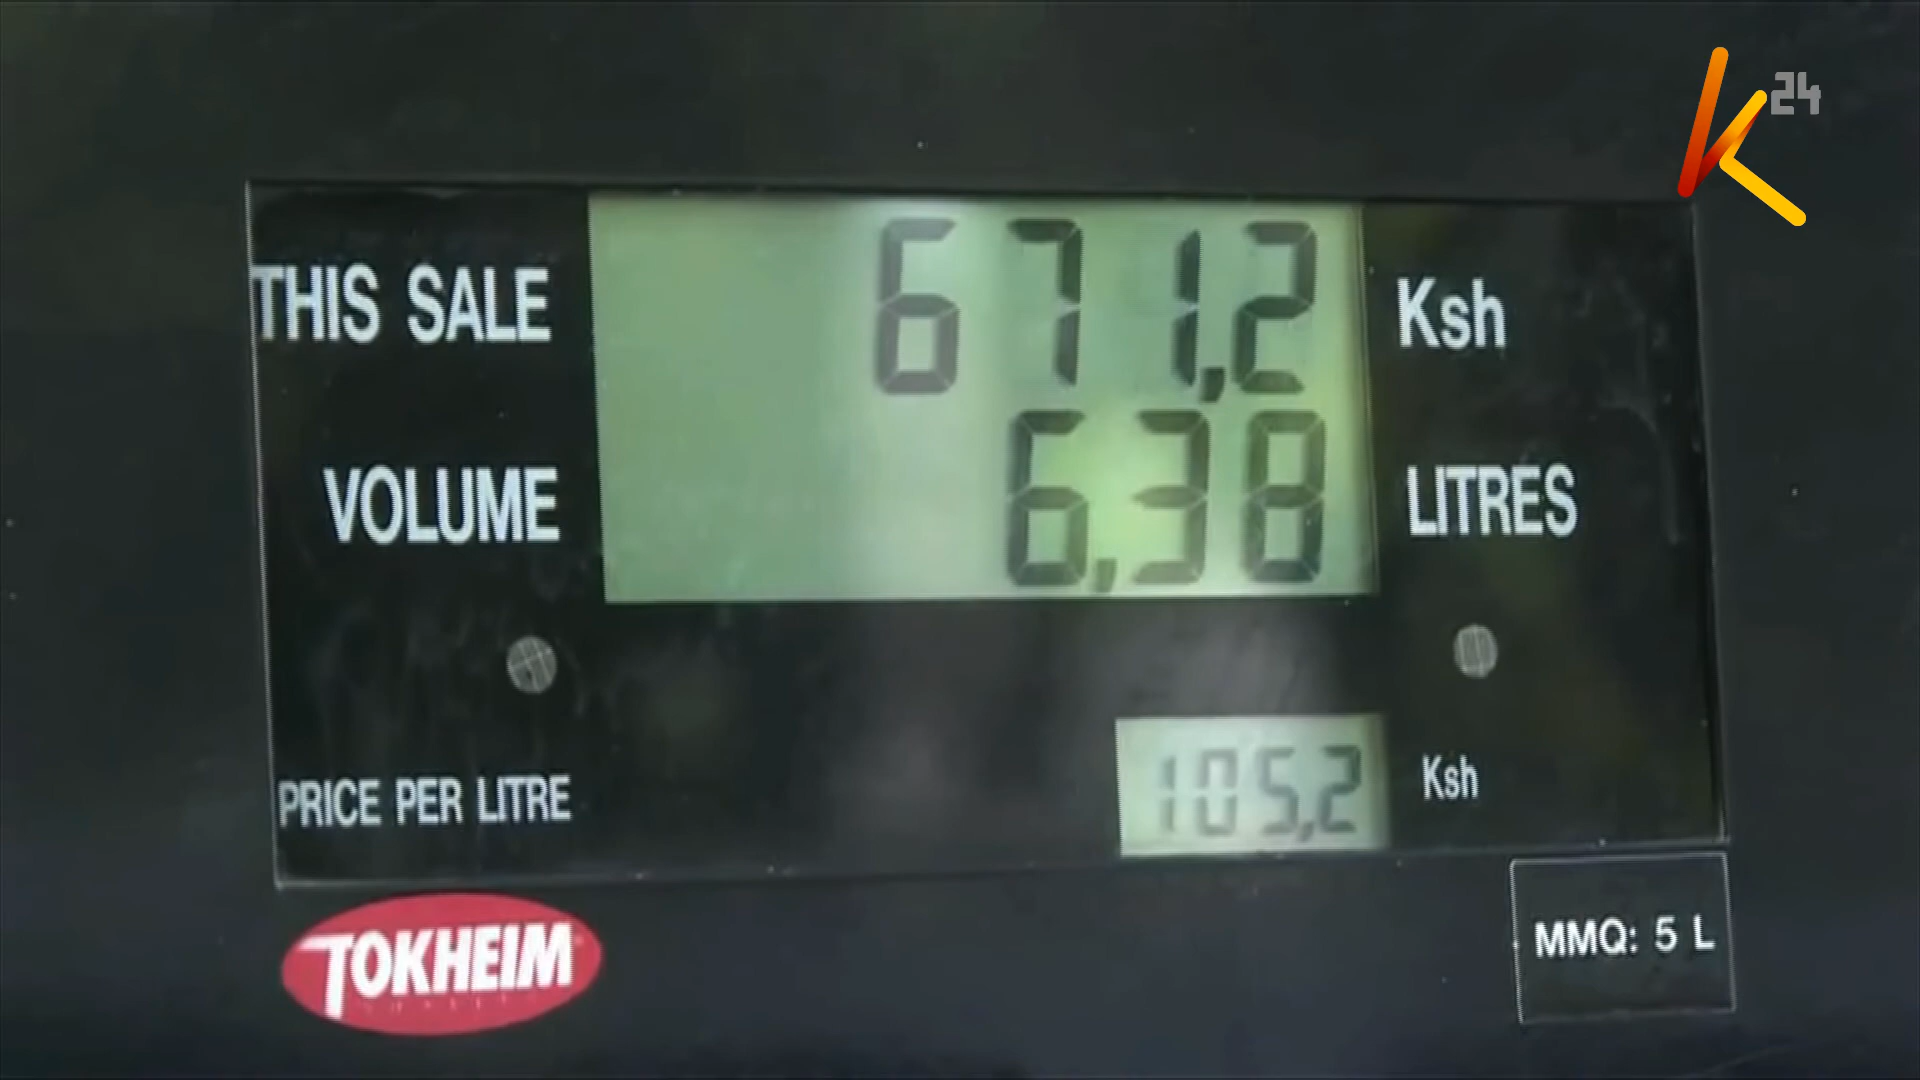 K24
THIS SALE 671,2 Ksh
VOLUME 6,38 LITRES
PRICE PER LITRE 105,2 Ksh
TOKHEIM
MMQ: 5 L